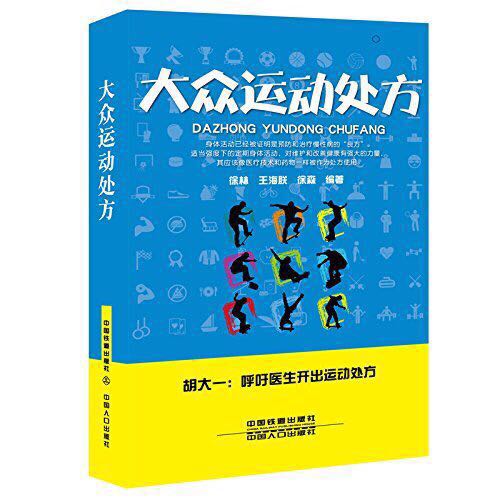 大众运动处方
中国铁道出版社
中国人口出版社
大众运动处方
DAZHONG YUNDONG CHUFANG
身体活动已经被证明是预防和治疗慢性病的“良方”。
适当强度下的定期身体活动，对维护和改善健康有强大的力量，
其应该像医疗技术和药物一样被作为处方使用。
徐林 王海朕 徐淼 编著
胡大一：呼吁医生开出运动处方
中国铁道出版社
CHINA RAILWAY PUBLISHING HOUSE
中国人口出版社